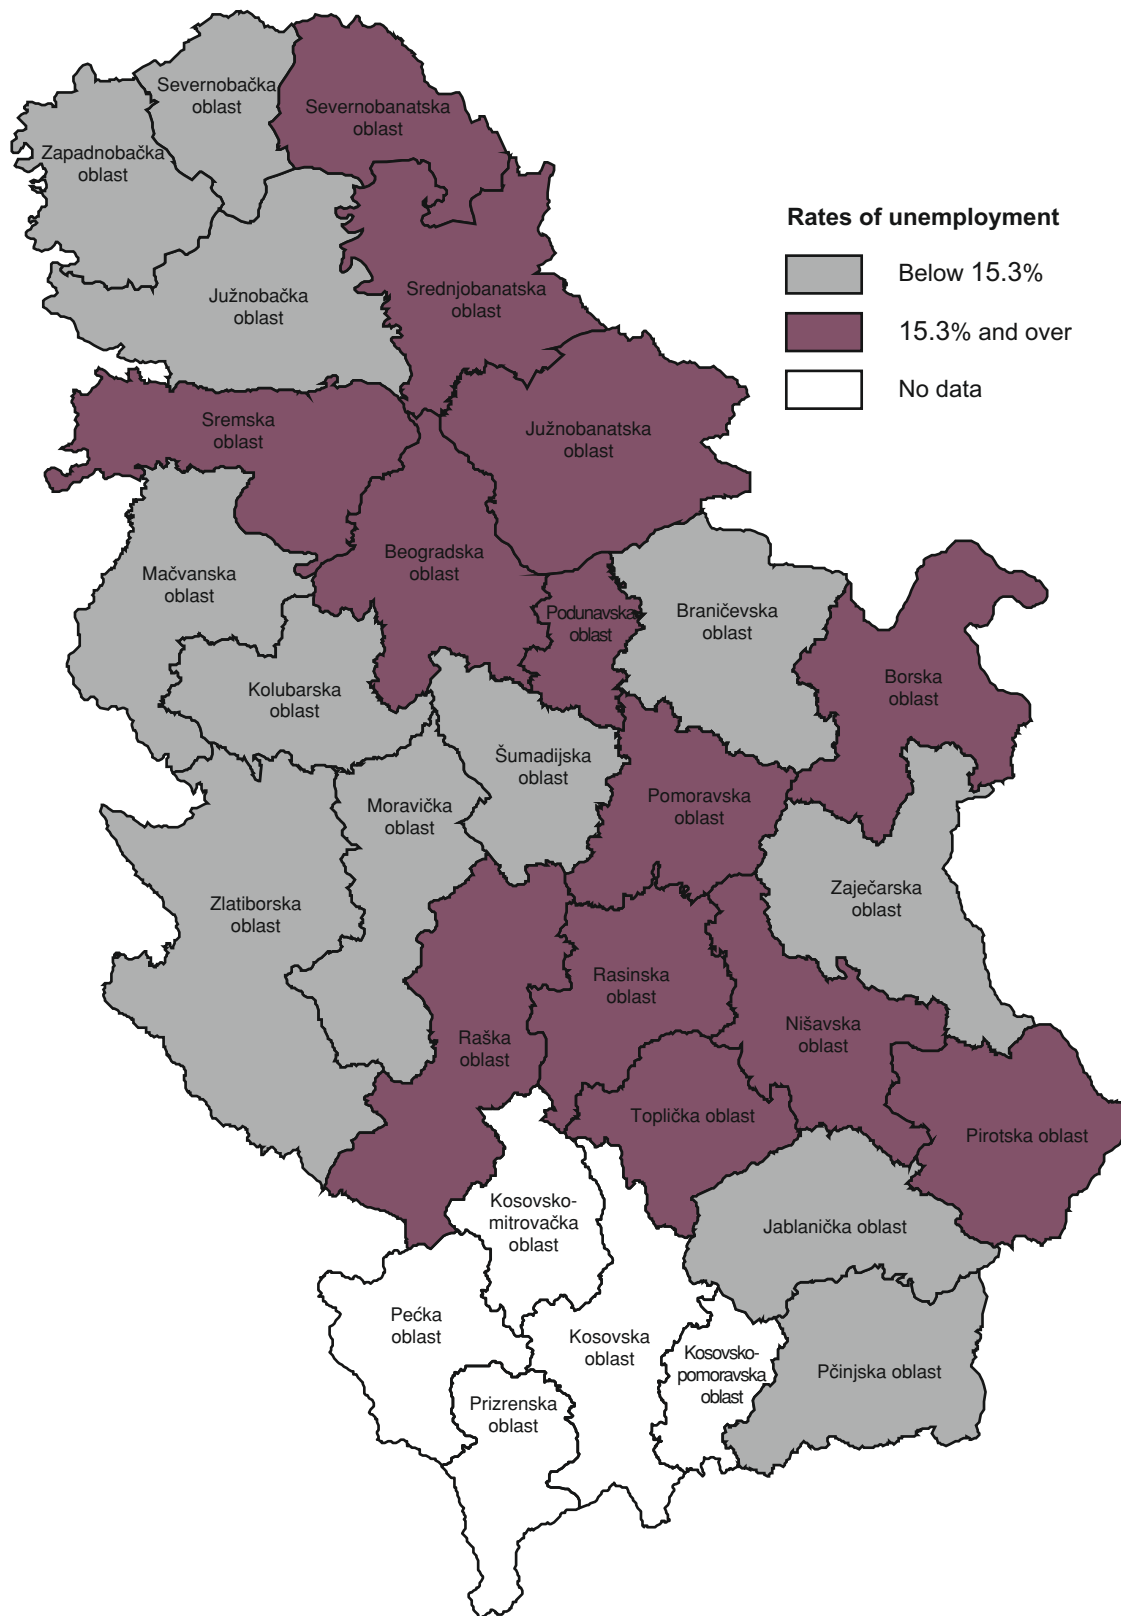 Severnobačka
oblast
Severnobanatska
oblast
Zapadnobačka
oblast
Rates of unemployment
Below 15.3%
15.3% and over
No data
Južnobačka
oblast
Srednjobanatska
oblast
Sremska
oblast
Južnobanatska
oblast
Beogradska
oblast
Mačvanska
oblast
Podunavska
oblast
Braničevska
oblast
Kolubarska
oblast
Borska
oblast
Šumadijska
oblast
Moravička
oblast
Pomoravska
oblast
Zlatiborska
oblast
Zaječarska
oblast
Rasinska
oblast
Raška
oblast
Nišavska
oblast
Toplička oblast
Pirotska oblast
Kosovsko-
mitrovačka
oblast
Jablanička oblast
Pećka
oblast
Kosovska
oblast
Kosovsko-
pomoravska
oblast
Pčinjska oblast
Prizrenska
oblast